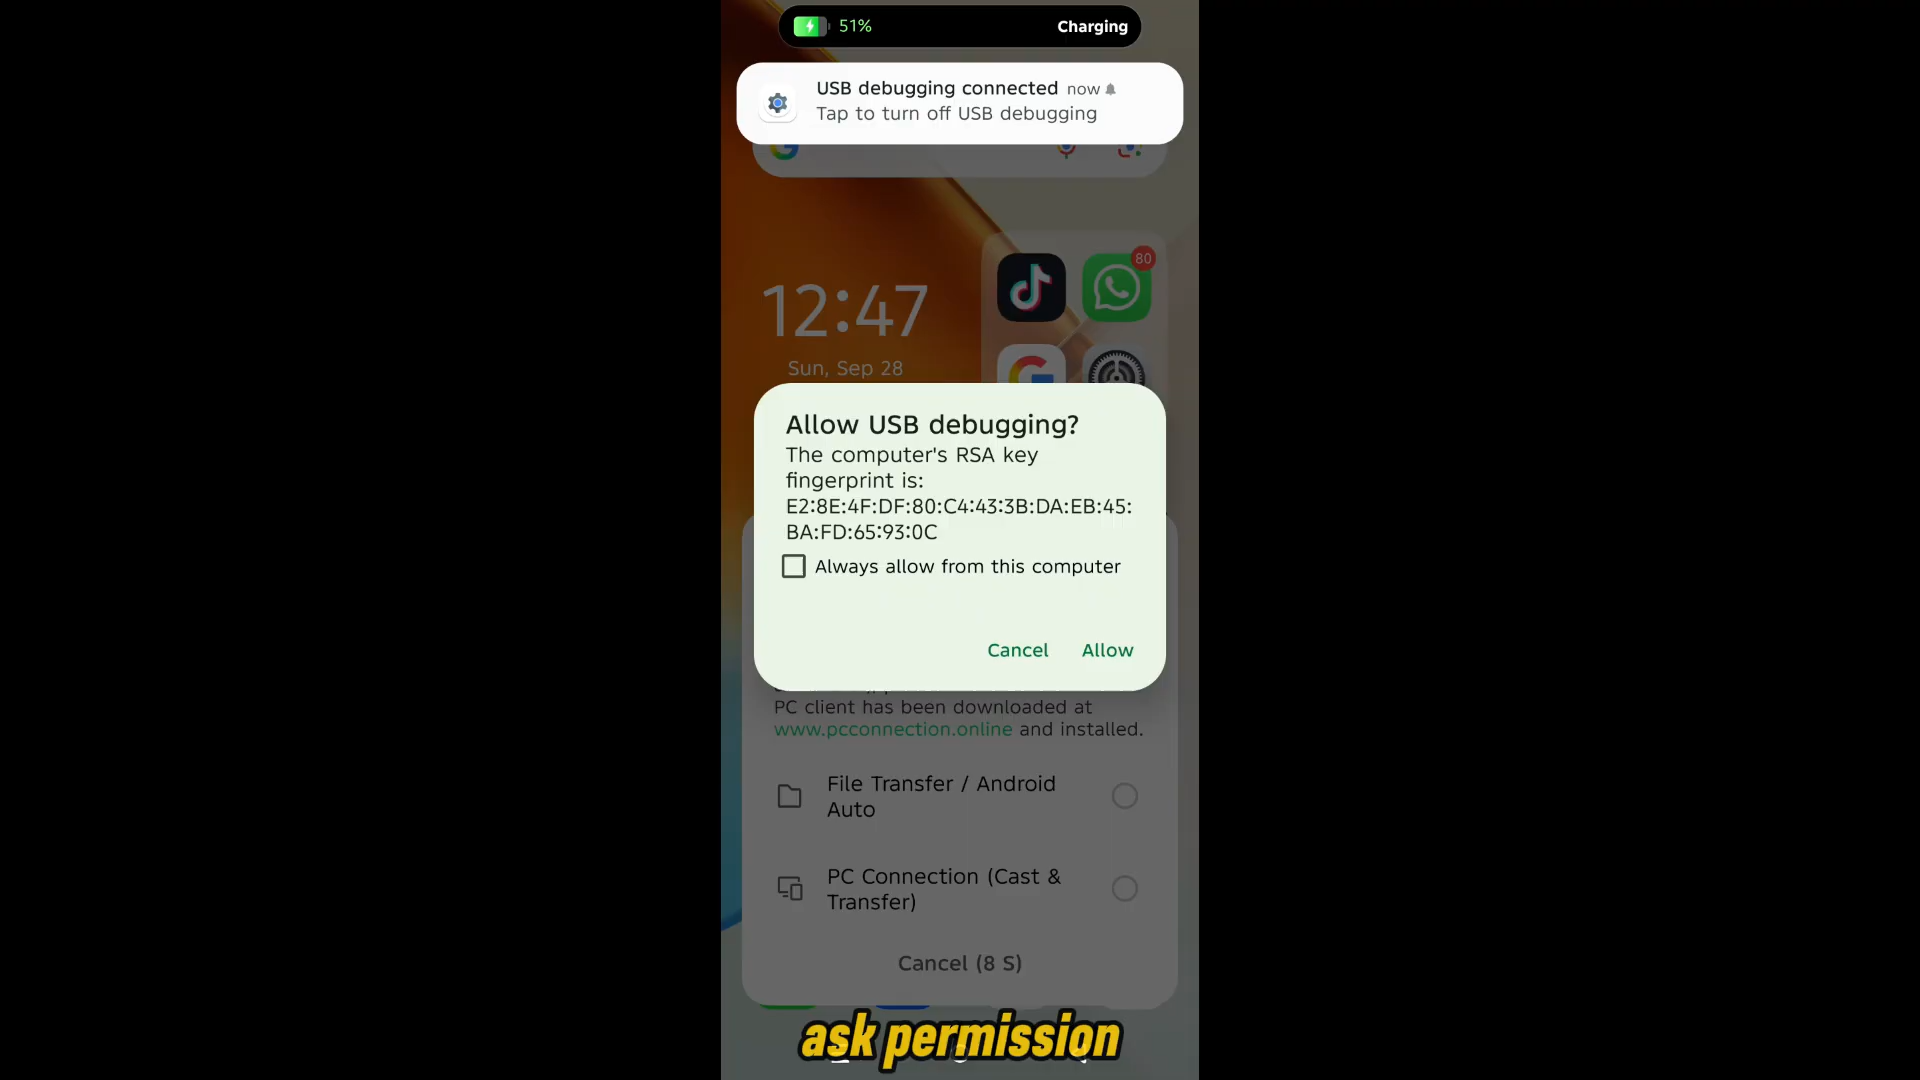 51%
Charging
USB debugging connected now
Tap to turn off USB debugging
80
12:47
Sun, Sep 28
Allow USB debugging?
The computer's RSA key
fingerprint is:
E2:8E:4F:DF:80:C4:43:3B:DA:EB:45:
BA:FD:65:93:0C
Always allow from this computer
Cancel Allow
PC client has been downloaded at
www.pcconnection.online and installed.
File Transfer / Android
Auto
PC Connection (Cast &
Transfer)
Cancel (8 S)
ask permission